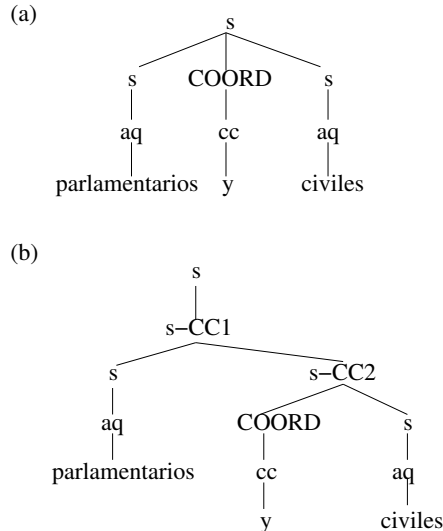 (a)
s
s COORD s
aq cc aq
parlamentarios y civiles
(b)
s
s−CC1
s s−CC2
aq COORD s
parlamentarios cc aq
y civiles